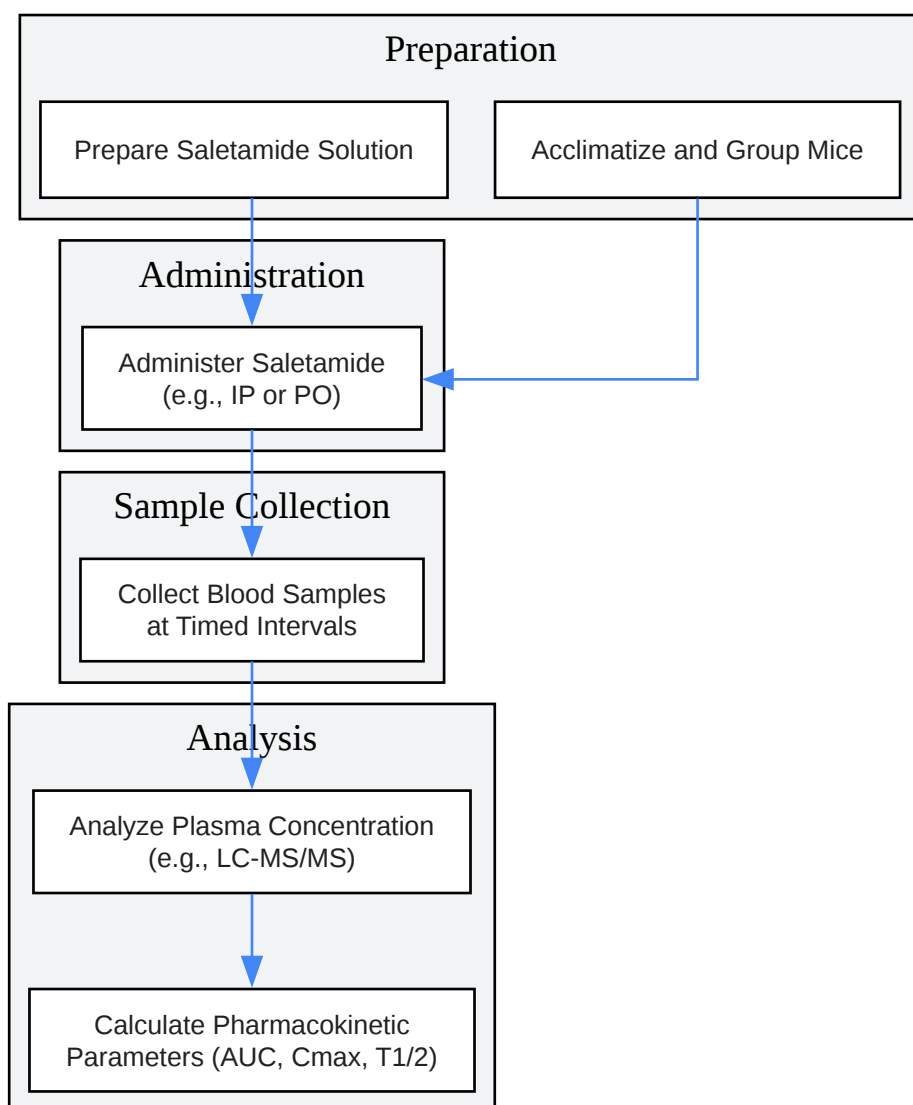 Preparation
Prepare Saletamide Solution
Acclimatize and Group Mice
Administration
Administer Saletamide
(e.g., IP or PO)
Sample Collection
Collect Blood Samples
at Timed Intervals
Analysis
Analyze Plasma Concentration
(e.g., LC-MS/MS)
Calculate Pharmacokinetic
Parameters (AUC, Cmax, T1/2)